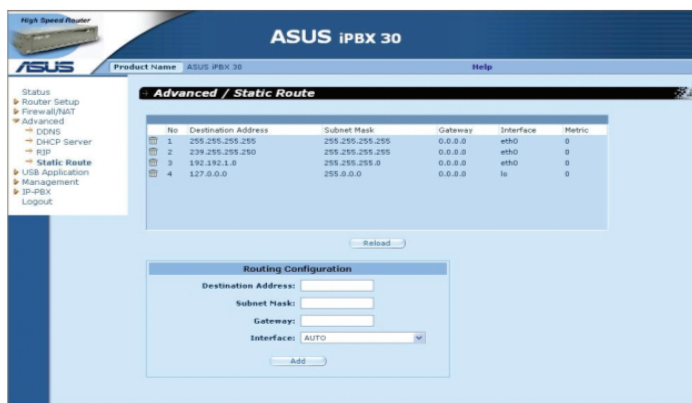 High Speed Router
ASUS iPBX 30
ASUS
Product Name ASUS iPBX 30 Help
Status
Router Setup
Firewall/NAT
Advanced
DDNS
DHCP Server
RIP
Static Route
USB Application
Management
IP-PBX
Logout
Advanced / Static Route
No Destination Address Subnet Mask Gateway Interface Metric
1 255.255.255.255 255.255.255.255 0.0.0.0 eth0 0
2 239.255.255.250 255.255.255.255 0.0.0.0 eth0 0
3 192.192.1.0 255.255.255.0 0.0.0.0 eth0 0
4 127.0.0.0 255.0.0.0 0.0.0.0 lo 0
Reload
Routing Configuration
Destination Address:
Subnet Mask:
Gateway:
Interface: AUTO
Add